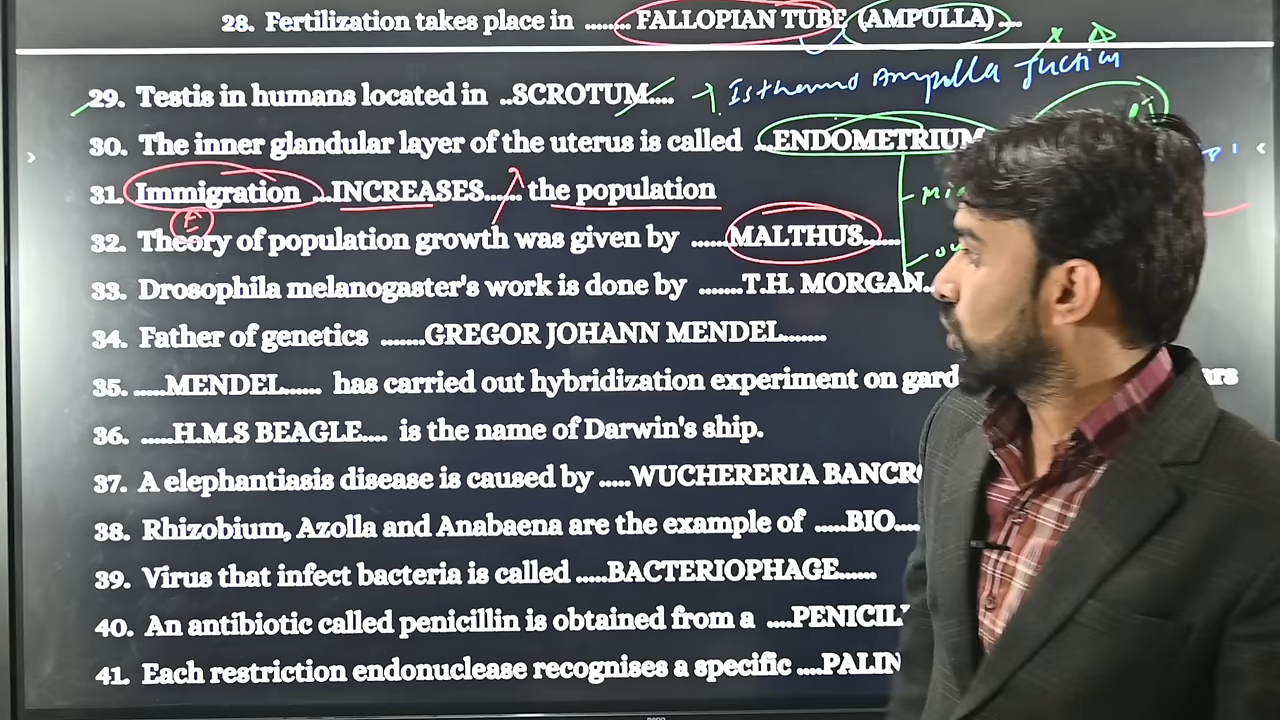 28. Fertilization takes place in ........ FALLOPIAN TUBE (AMPULLA)....
29. Testis in humans located in ..SCROTUM.... → Isthmus Ampulla
30. The inner glandular layer of the uterus is called ...ENDOMETRIUM
31. Immigration ...INCREASES...... the population
32. Theory of population growth was given by ......MALTHUS......
33. Drosophila melanogaster's work is done by .......T.H. MORGAN..
34. Father of genetics .......GREGOR JOHANN MENDEL.......
35. .....MENDEL...... has carried out hybridization experiment on gard
36. .....H.M.S BEAGLE.... is the name of Darwin's ship.
37. A elephantiasis disease is caused by .....WUCHERERIA BANCR
38. Rhizobium, Azolla and Anabaena are the example of .....BIO....
39. Virus that infect bacteria is called .....BACTERIOPHAGE......
40. An antibiotic called penicillin is obtained from a ....PENICIL
41. Each restriction endonuclease recognises a specific ....PALIN